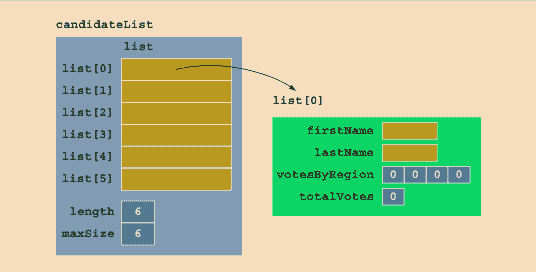 candidateList
list
list[0]
list[1]
list[2]
list[3]
list[4]
list[5]
length 6
maxSize 6
list[0]
firstName
lastName
votesByRegion 0 0 0 0
totalVotes 0